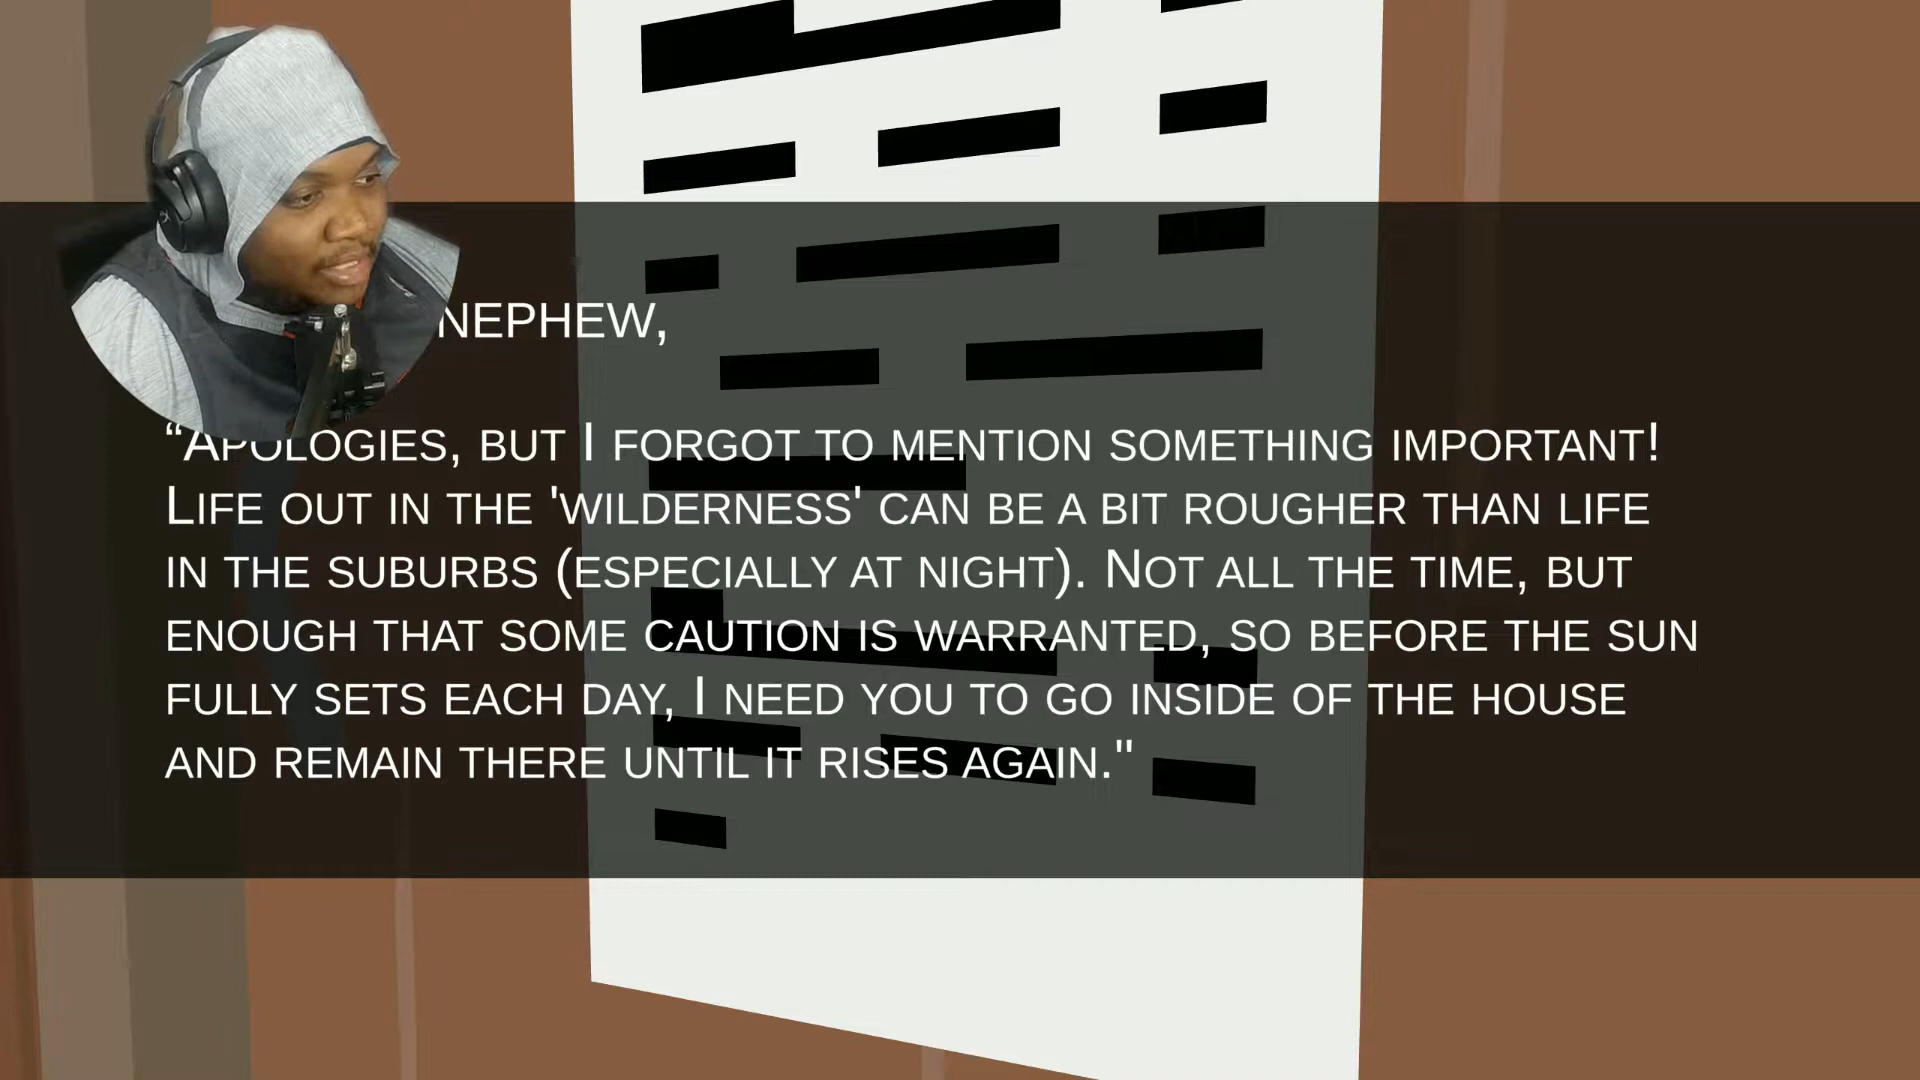 NEPHEW,
“APOLOGIES, BUT I FORGOT TO MENTION SOMETHING IMPORTANT!
LIFE OUT IN THE 'WILDERNESS' CAN BE A BIT ROUGHER THAN LIFE
IN THE SUBURBS (ESPECIALLY AT NIGHT). NOT ALL THE TIME, BUT
ENOUGH THAT SOME CAUTION IS WARRANTED, SO BEFORE THE SUN
FULLY SETS EACH DAY, I NEED YOU TO GO INSIDE OF THE HOUSE
AND REMAIN THERE UNTIL IT RISES AGAIN."